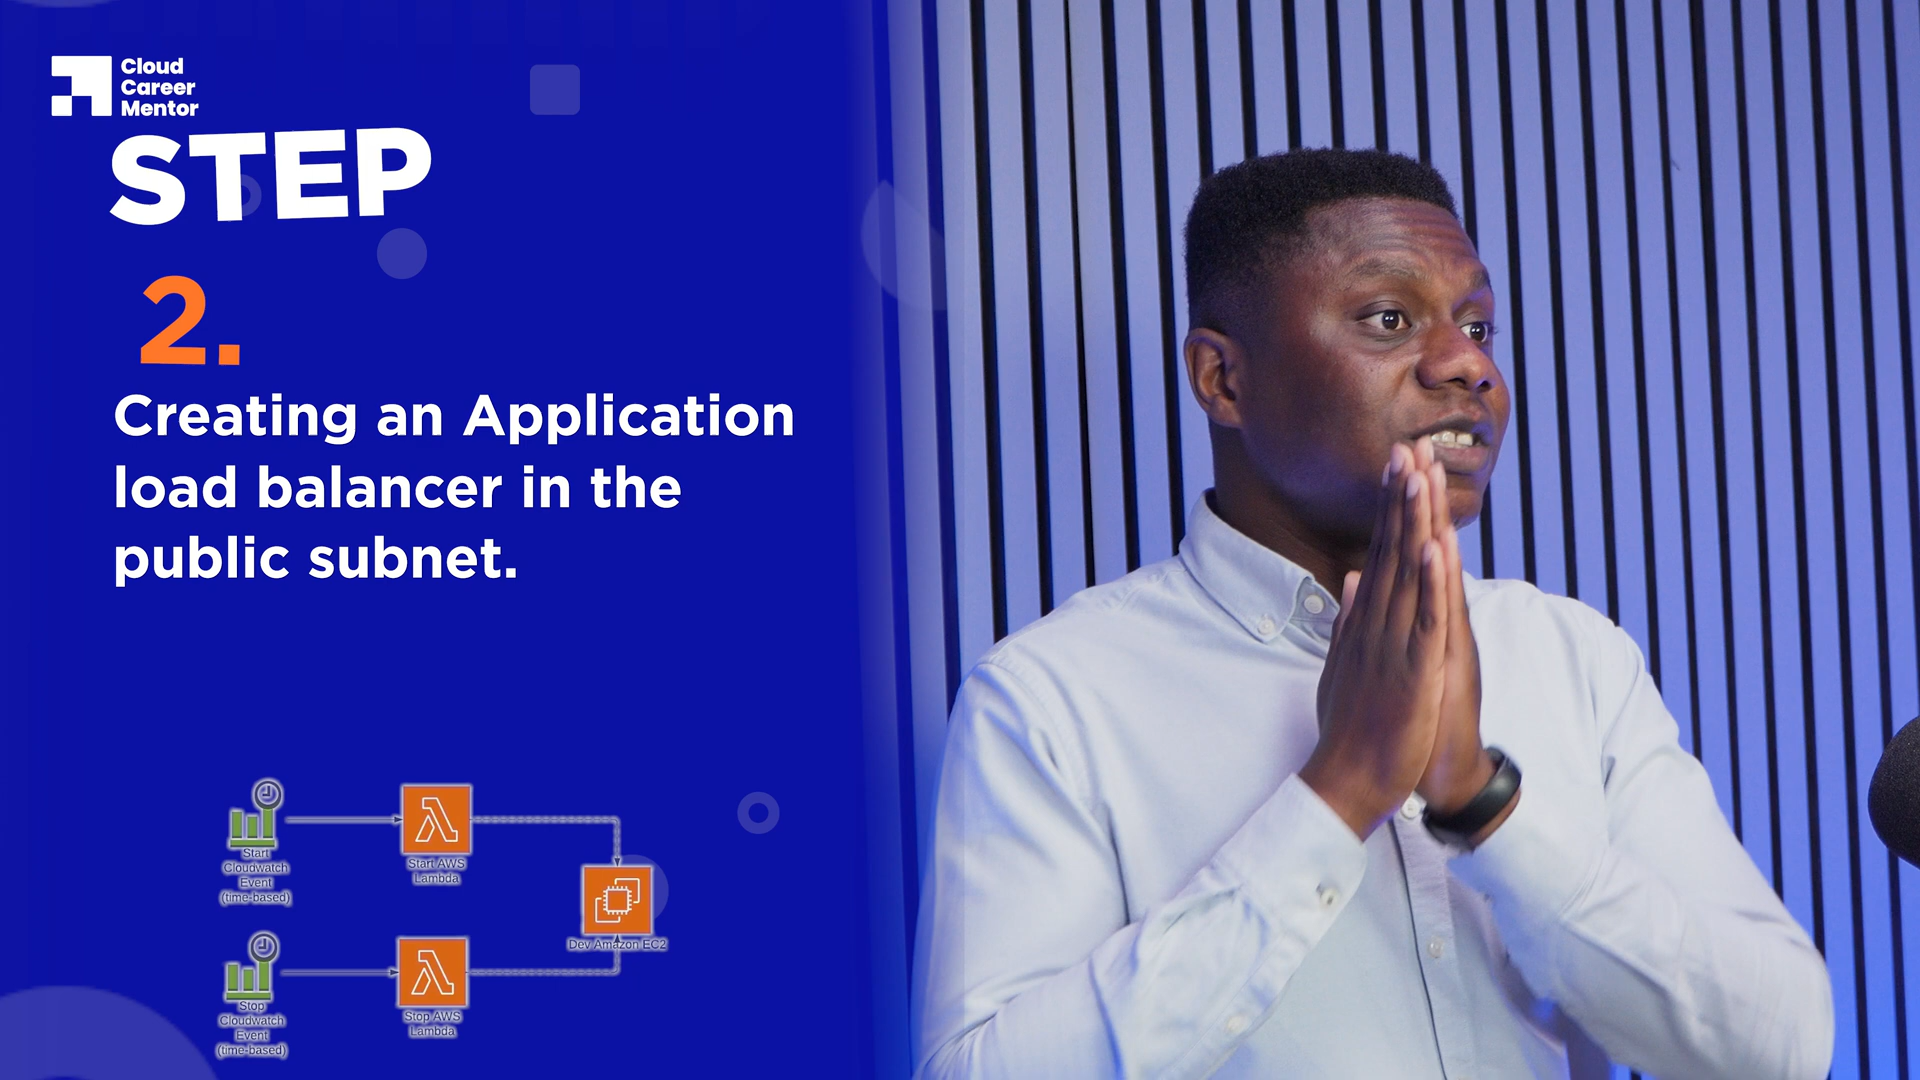 Cloud
Career
Mentor
STEP
2.
Creating an Application
load balancer in the
public subnet.
Start
Cloudwatch
Event
(time-based)
Start AWS
Lambda
Dev Amazon EC2
Stop
Cloudwatch
Event
(time-based)
Stop AWS
Lambda